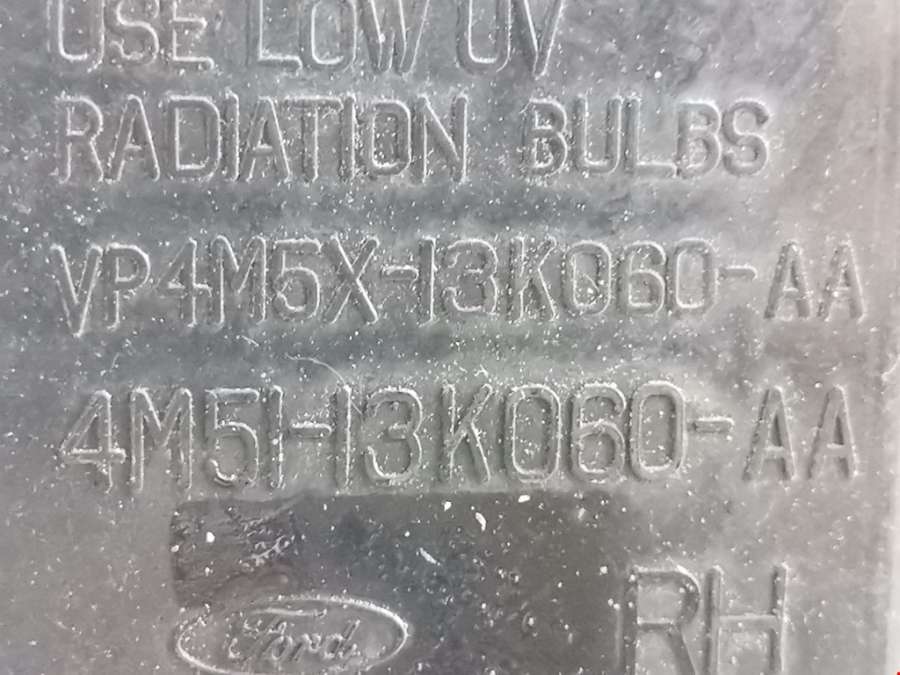 USE LOW UV
RADIATION BULBS
VP4M5X-13K060-AA
4M51-13K060-AA
Ford
RH